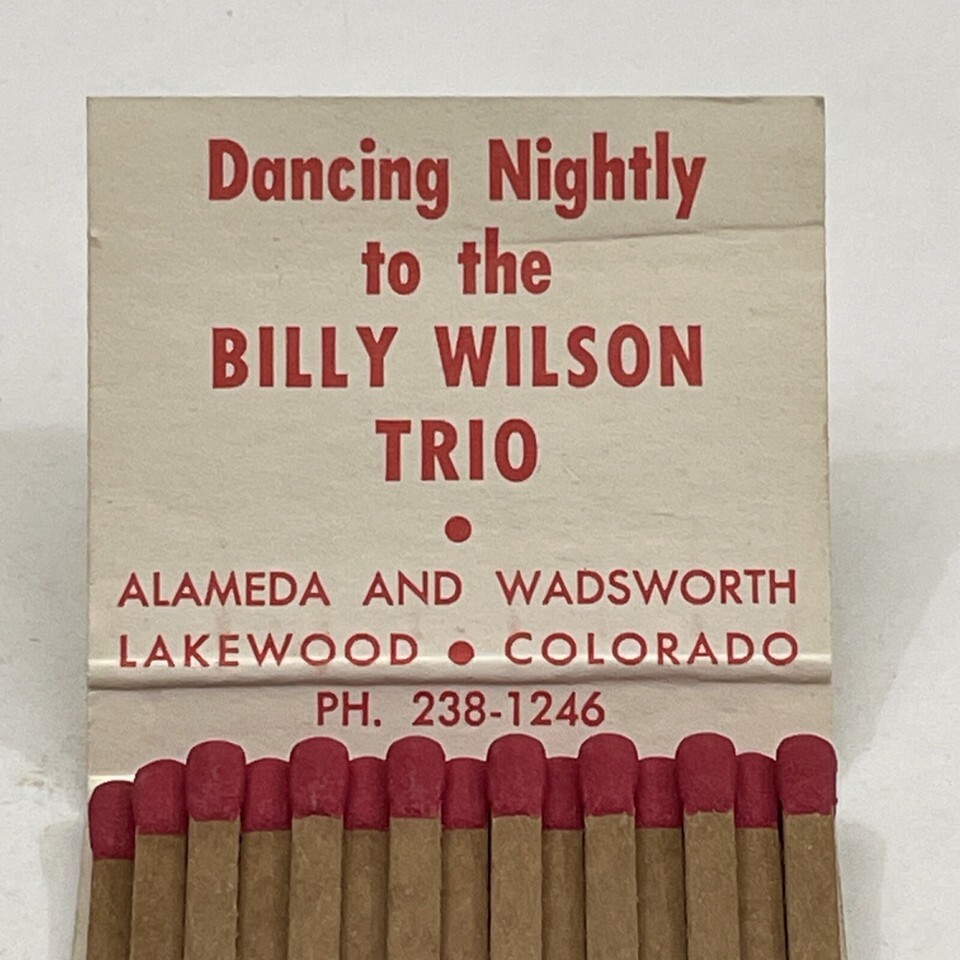 Dancing Nightly
to the
BILLY WILSON
TRIO
•
ALAMEDA AND WADSWORTH
LAKEWOOD • COLORADO
PH. 238-1246